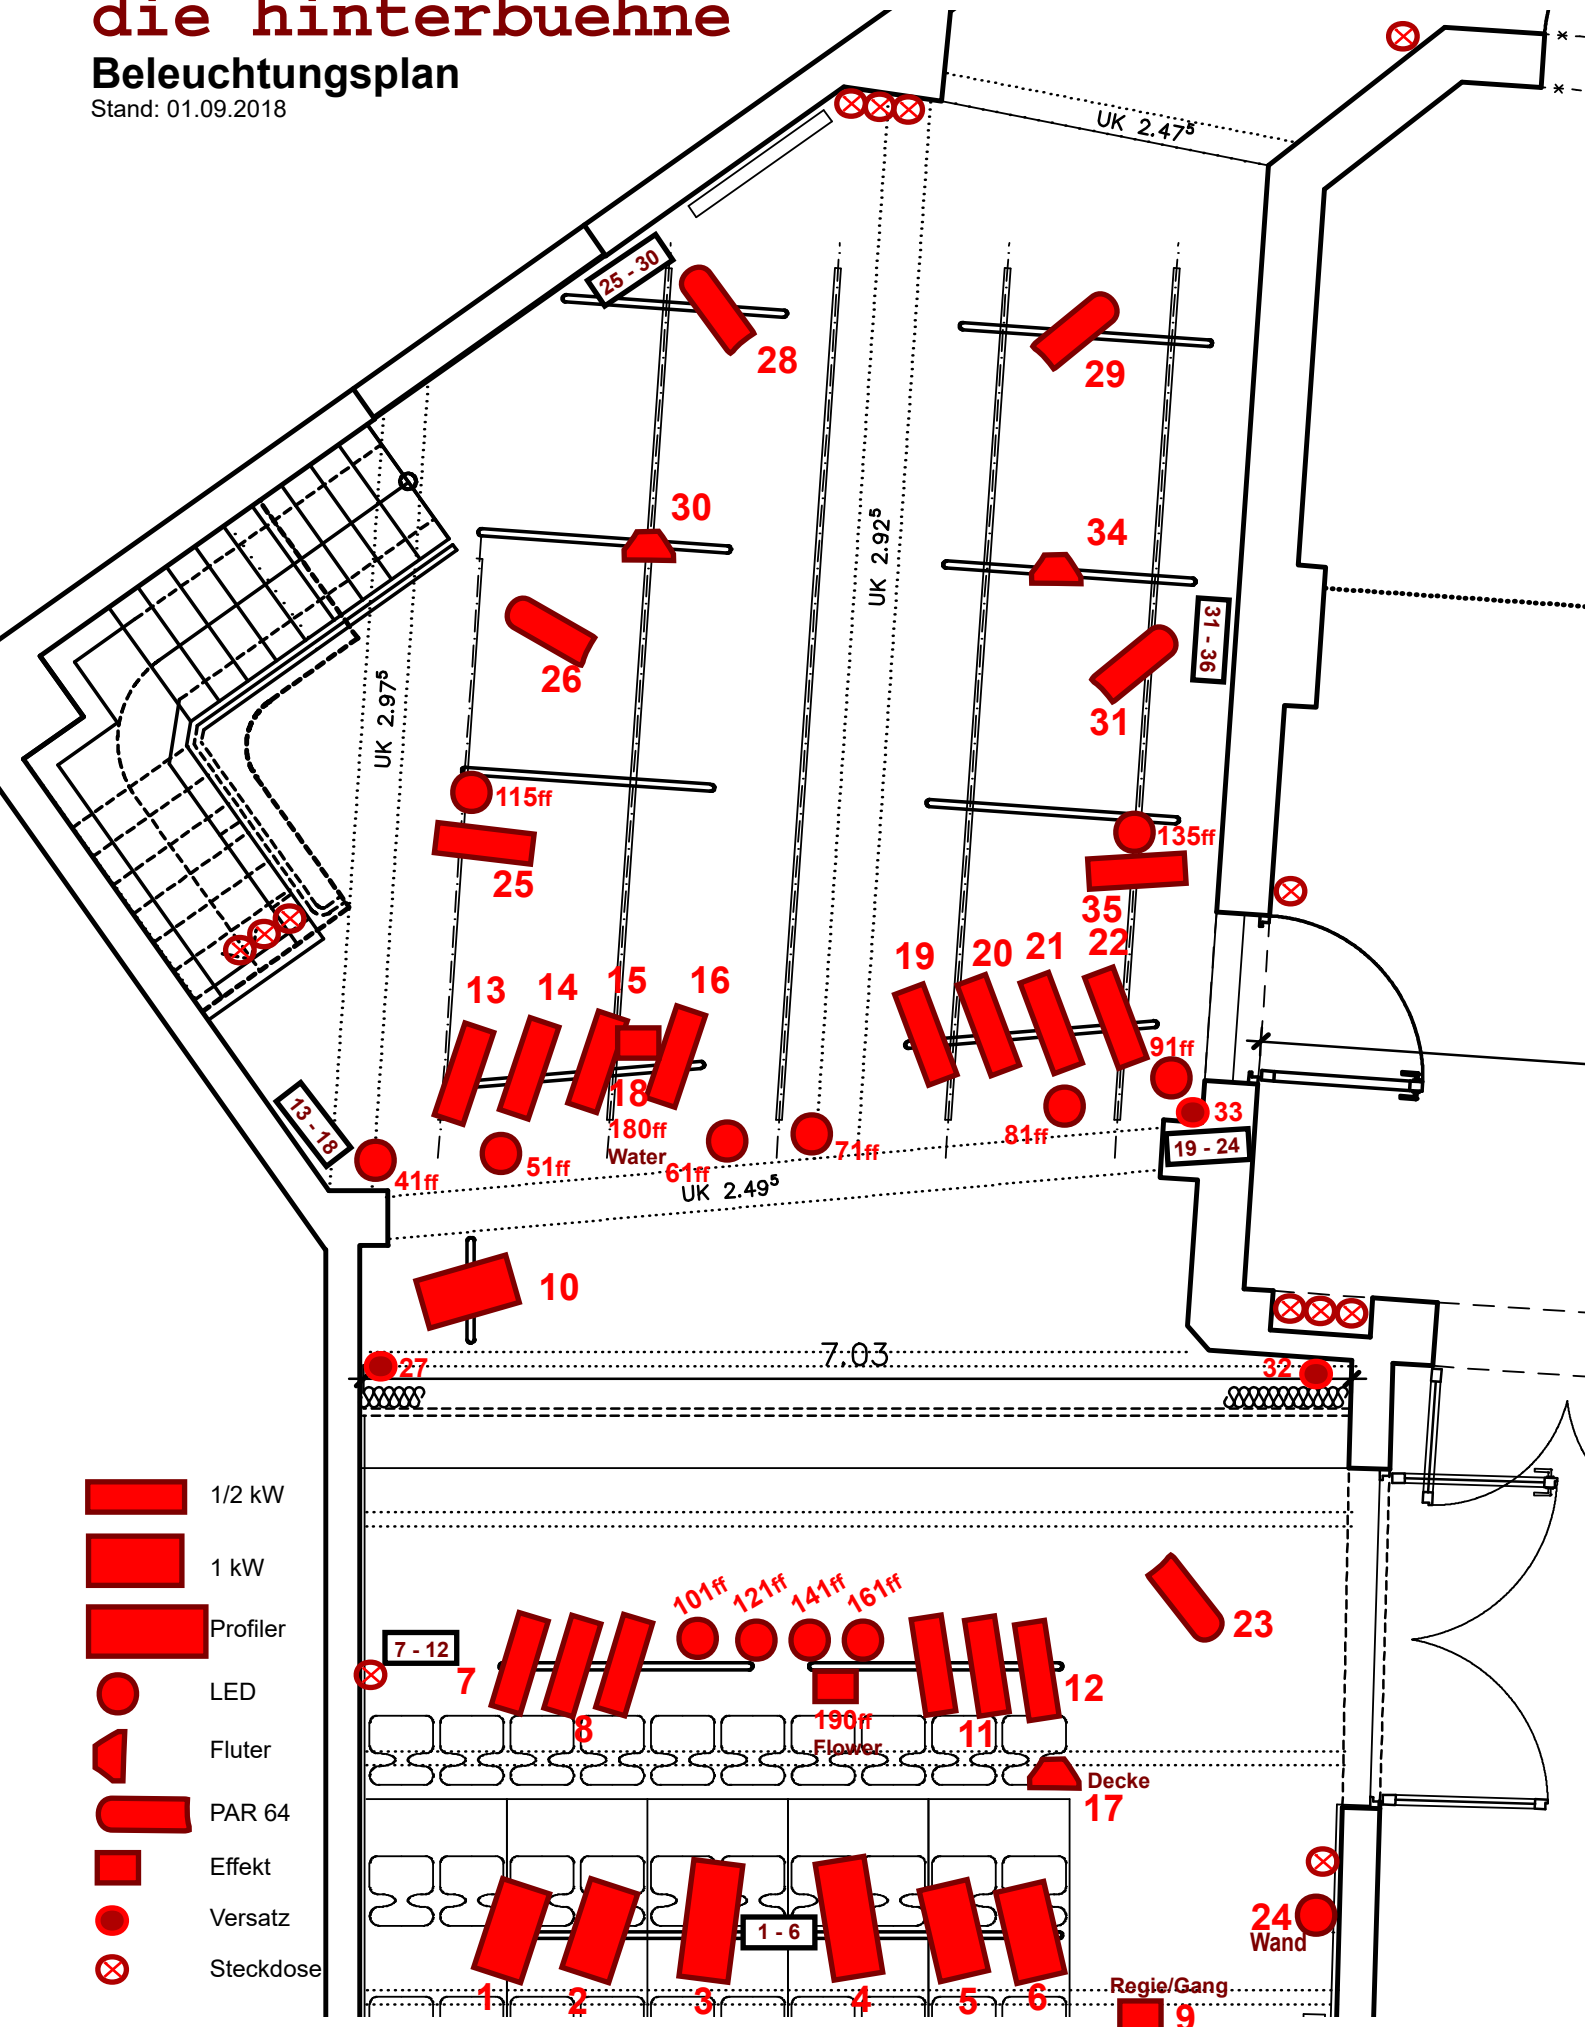 die hinterbuehne
Beleuchtungsplan
Stand: 01.09.2018
UK 2.47⁵
25 - 30
28
29
30
34
UK 2.92⁵
31 - 36
26
31
UK 2.97⁵
115ff
135ff
25
35
19
20
21
22
13
14
15
16
91ff
18
33
13 - 18
180ff
81ff
Water
61ff
71ff
19 - 24
41ff
51ff
UK 2.49⁵
10
7.03
27
32
1/2 kW
1 kW
Profiler
LED
Fluter
PAR 64
Effekt
Versatz
Steckdose
101ff
121ff
141ff
161ff
23
7 - 12
7
8
190ff
Flower
11
12
Decke
17
1 - 6
24
Wand
1
2
3
4
5
6
Regie/Gang
9